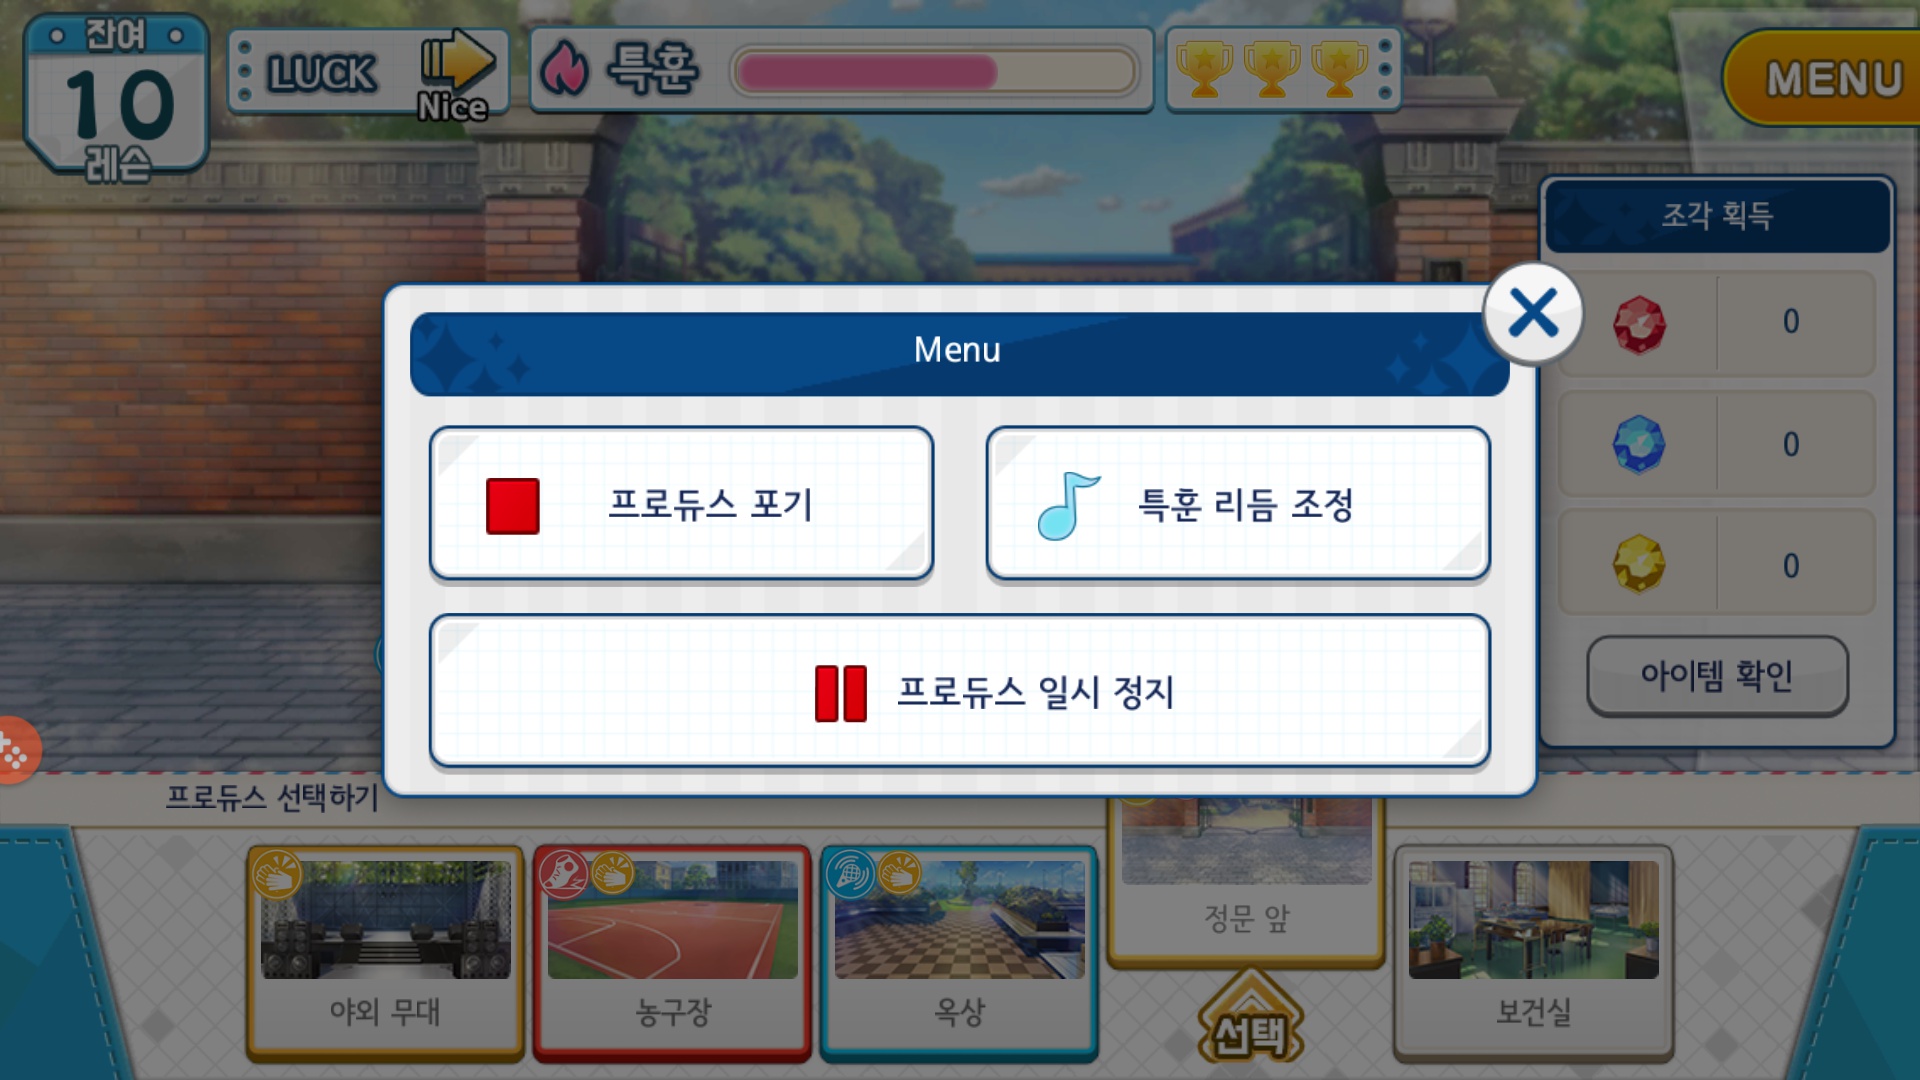 잔여
10
레슨
LUCK
Nice
특훈
MENU
조각 획득
0
0
0
아이템 확인
Menu
프로듀스 포기
특훈 리듬 조정
프로듀스 일시 정지
프로듀스 선택하기
야외 무대
농구장
옥상
정문 앞
선택
보건실